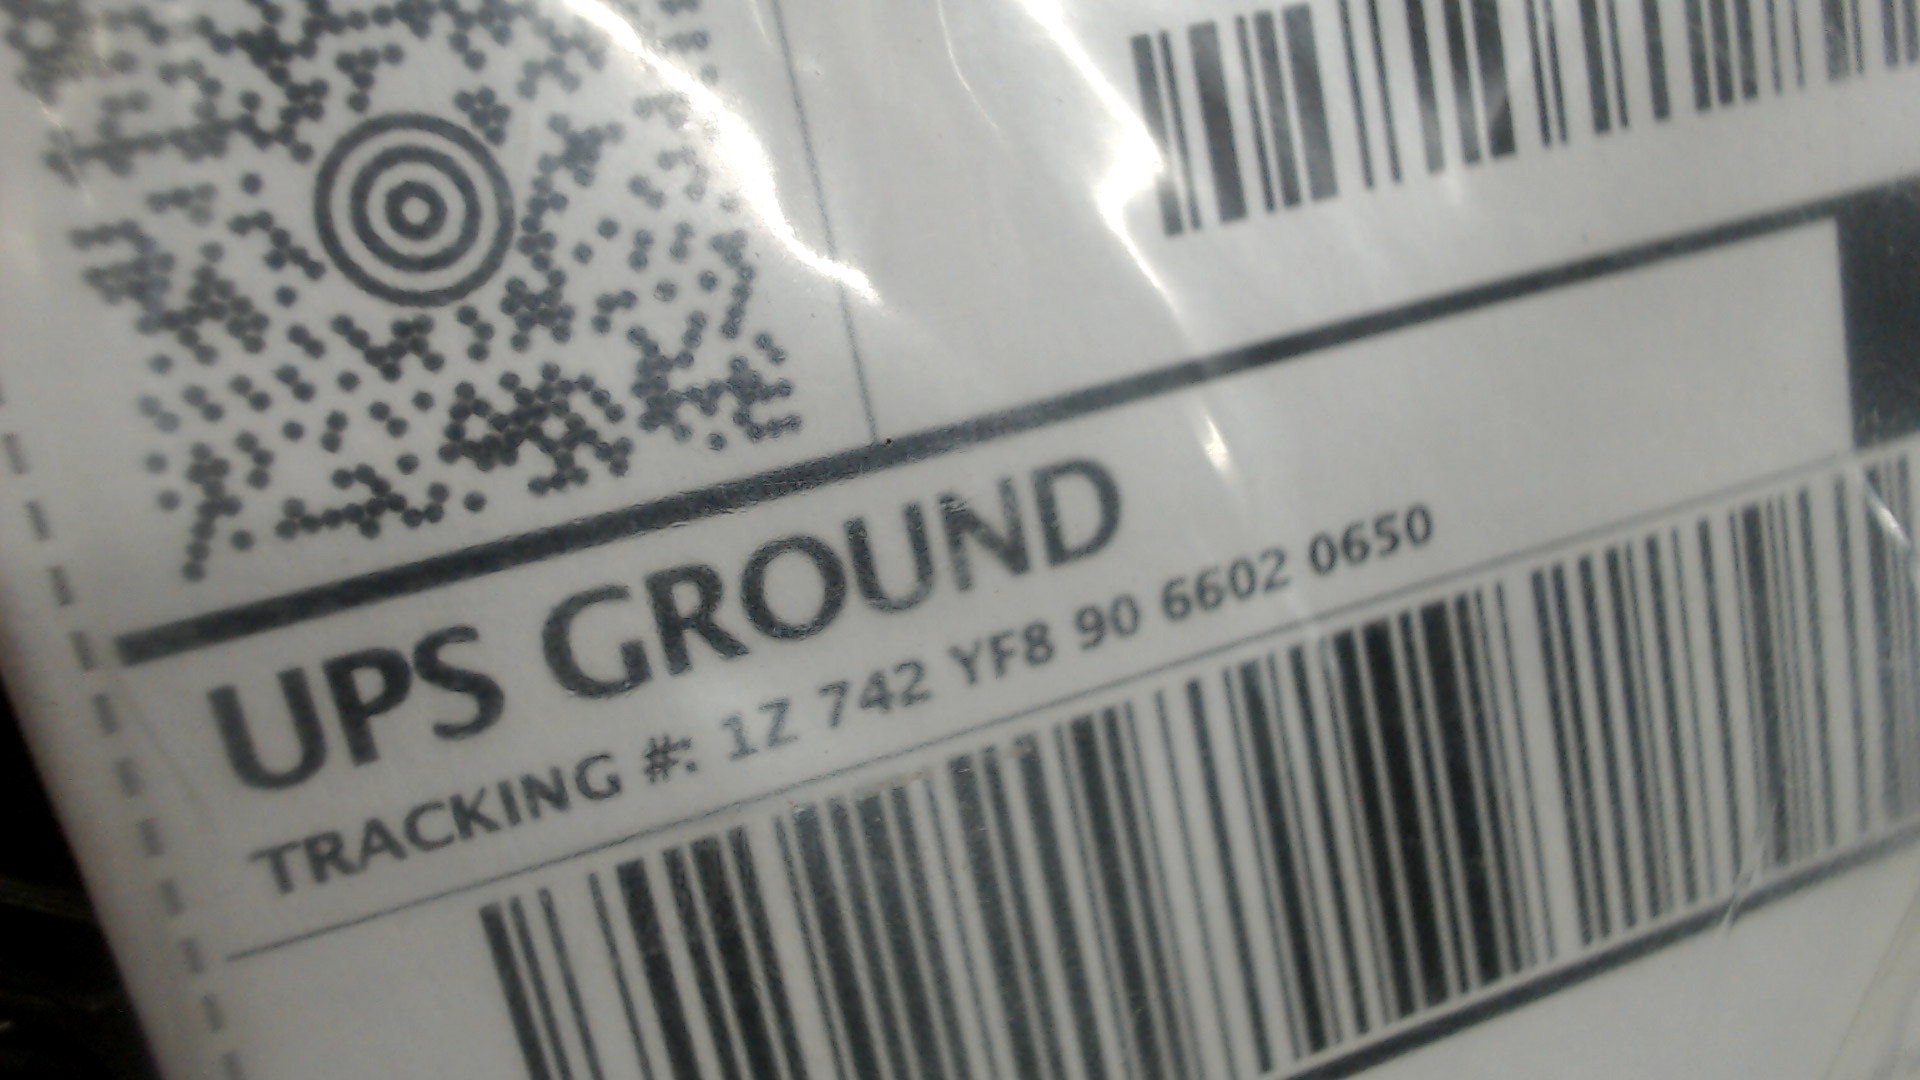 UPS GROUND
TRACKING #: 1Z 742 YF8 90 6602 0650